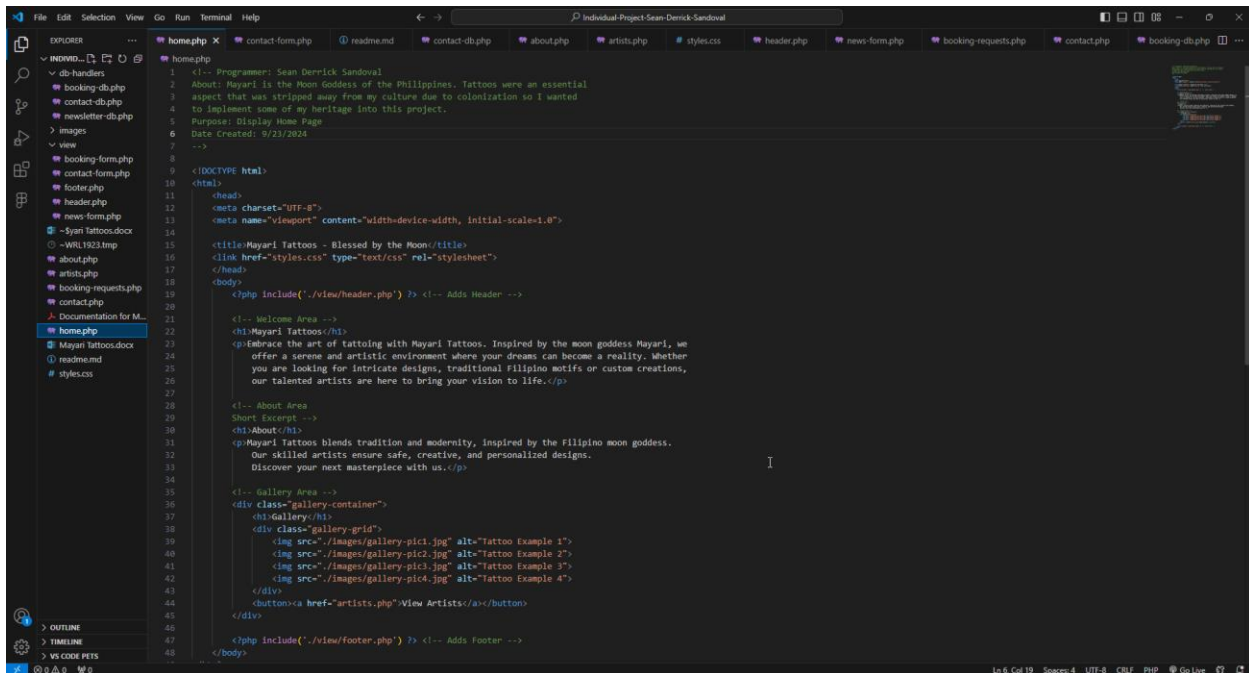 File Edit Selection View Go Run Terminal Help
Individual-Project-Sean-Derrick-Sandoval
EXPLORER
home.php
contact-form.php
readme.md
contact-db.php
about.php
artists.php
# styles.css
header.php
news-form.php
booking-requests.php
contact.php
booking-db.php
INDIVID...
db-handlers
booking-db.php
contact-db.php
newsletter-db.php
> images
view
booking-form.php
contact-form.php
footer.php
header.php
news-form.php
~$yari Tattoos.docx
~WRL1923.tmp
about.php
artists.php
booking-requests.php
contact.php
Documentation for M...
home.php
Mayari Tattoos.docx
readme.md
# styles.css
> OUTLINE
> TIMELINE
> VS CODE PETS
home.php
1 <!-- Programmer: Sean Derrick Sandoval
2 About: Mayari is the Moon Goddess of the Philippines. Tattoos were an essential
3 aspect that was stripped away from my culture due to colonization so I wanted
4 to implement some of my heritage into this project.
5 Purpose: Display Home Page
6 Date Created: 9/23/2024
7 -->
8
9 <!DOCTYPE html>
10 <html>
11 <head>
12 <meta charset="UTF-8">
13 <meta name="viewport" content="width=device-width, initial-scale=1.0">
14
15 <title>Mayari Tattoos - Blessed by the Moon</title>
16 <link href="styles.css" type="text/css" rel="stylesheet">
17 </head>
18 <body>
19 <?php include('./view/header.php') ?> <!-- Adds Header -->
20
21 <!-- Welcome Area -->
22 <h1>Mayari Tattoos</h1>
23 <p>Embrace the art of tattoing with Mayari Tattoos. Inspired by the moon goddess Mayari, we
24 offer a serene and artistic environment where your dreams can become a reality. Whether
25 you are looking for intricate designs, traditional Filipino motifs or custom creations,
26 our talented artists are here to bring your vision to life.</p>
27
28 <!-- About Area
29 Short Excerpt -->
30 <h1>About</h1>
31 <p>Mayari Tattoos blends tradition and modernity, inspired by the Filipino moon goddess.
32 Our skilled artists ensure safe, creative, and personalized designs.
33 Discover your next masterpiece with us.</p>
34
35 <!-- Gallery Area -->
36 <div class="gallery-container">
37 <h1>Gallery</h1>
38 <div class="gallery-grid">
39 <img src="./images/gallery-pic1.jpg" alt="Tattoo Example 1">
40 <img src="./images/gallery-pic2.jpg" alt="Tattoo Example 2">
41 <img src="./images/gallery-pic3.jpg" alt="Tattoo Example 3">
42 <img src="./images/gallery-pic4.jpg" alt="Tattoo Example 4">
43 </div>
44 <button><a href="artists.php">View Artists</a></button>
45 </div>
46
47 <?php include('./view/footer.php') ?> <!-- Adds Footer -->
48 </body>
0 0 0 Ln 6, Col 19 Spaces: 4 UTF-8 CRLF PHP Go Live